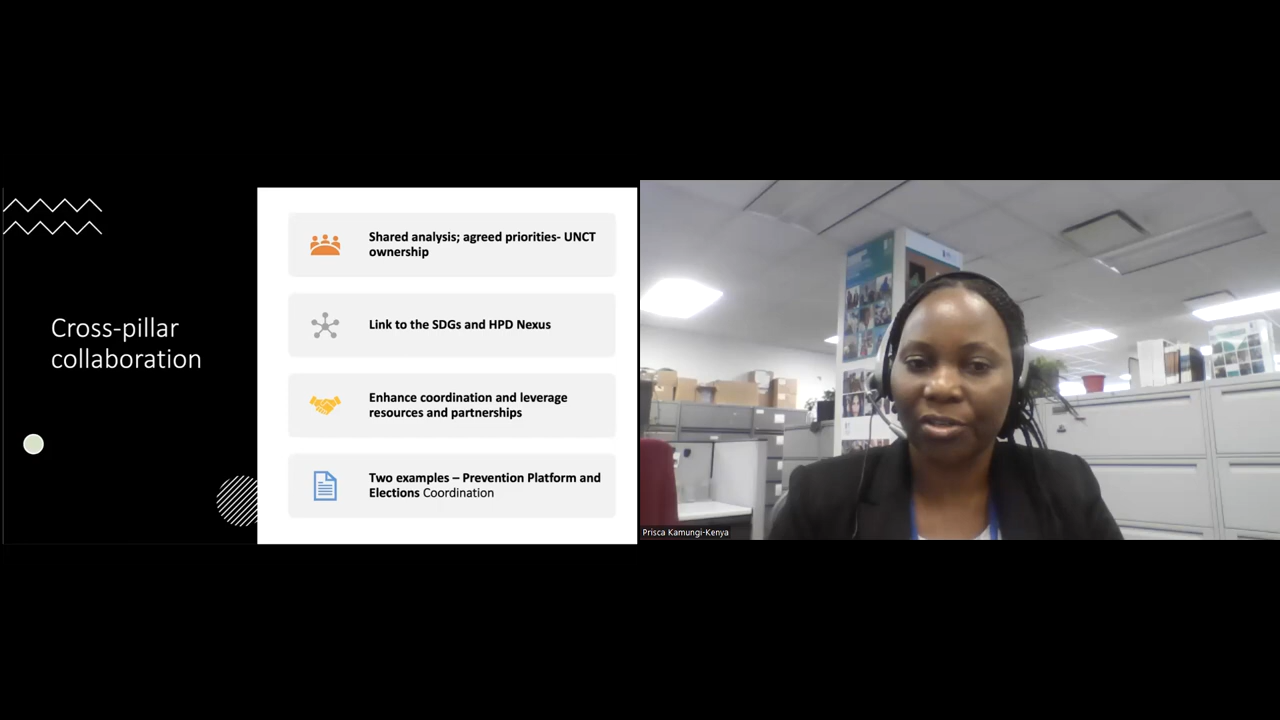 Cross-pillar
collaboration
Shared analysis; agreed priorities- UNCT
ownership
Link to the SDGs and HPD Nexus
Enhance coordination and leverage
resources and partnerships
Two examples – Prevention Platform and
Elections Coordination
Prisca Kamungi-Kenya